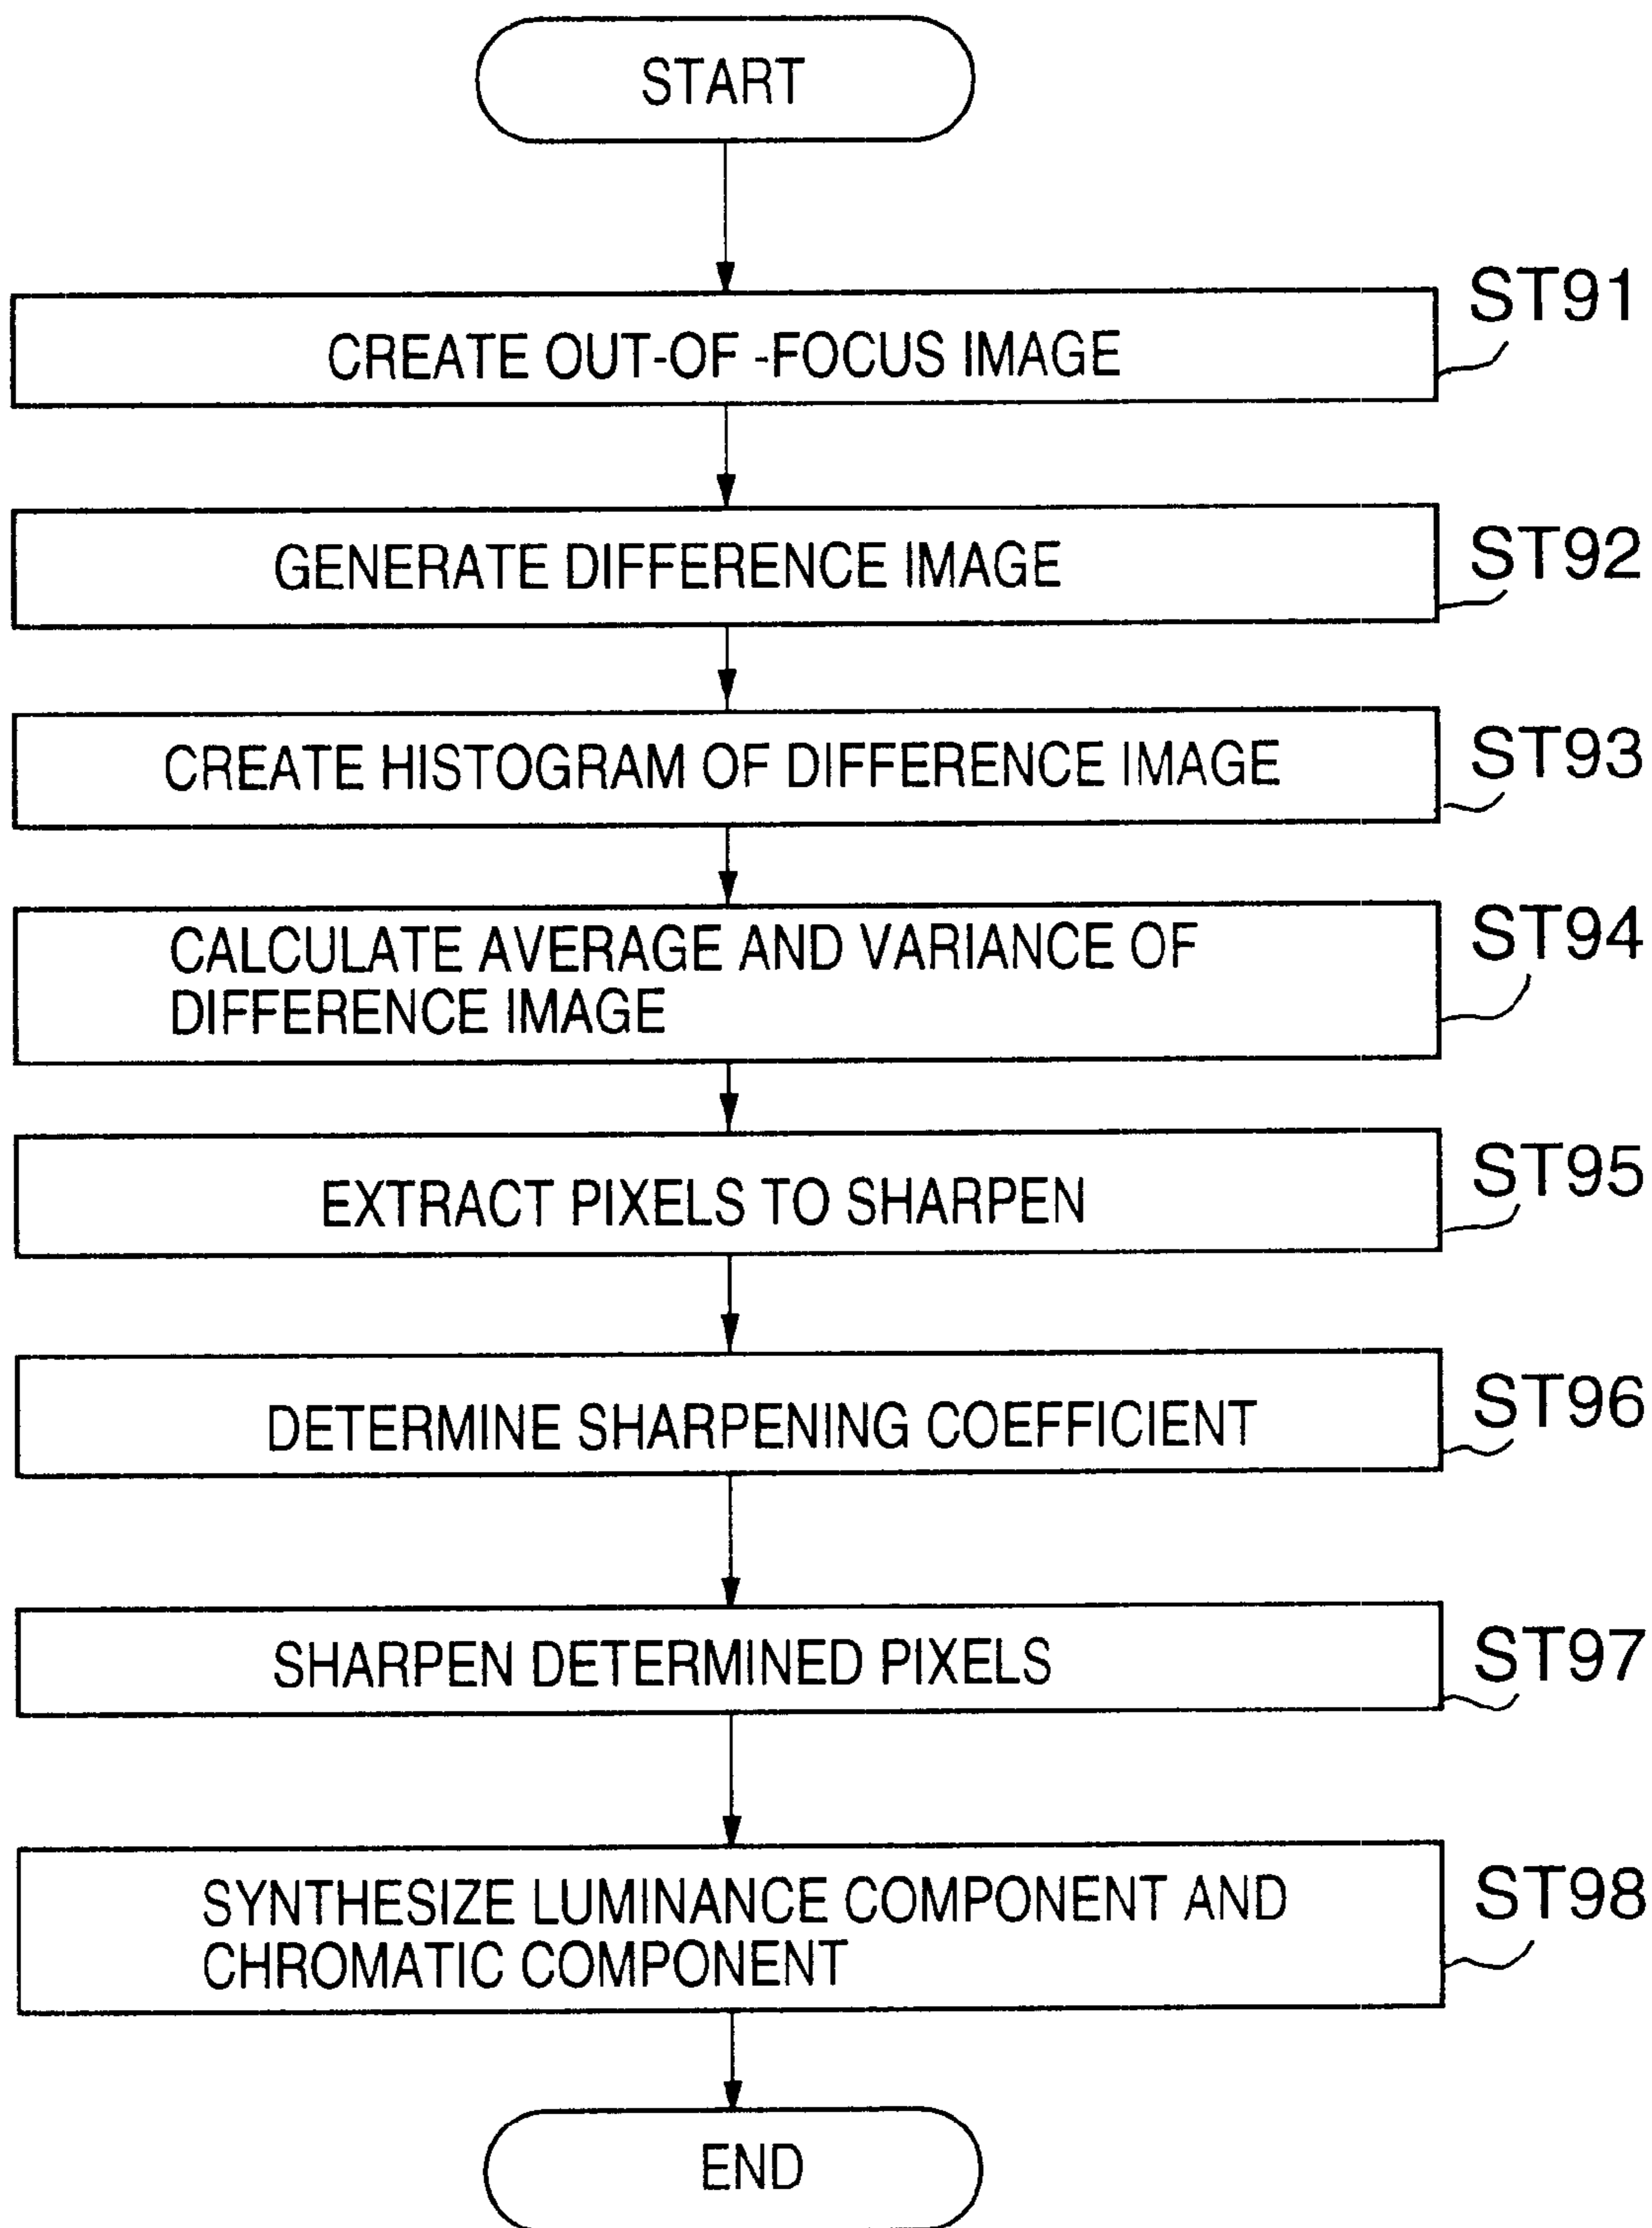 START
ST91
CREATE OUT-OF -FOCUS IMAGE
ST92
GENERATE DIFFERENCE IMAGE
ST93
CREATE HISTOGRAM OF DIFFERENCE IMAGE
ST94
CALCULATE AVERAGE AND VARIANCE OF
DIFFERENCE IMAGE
ST95
EXTRACT PIXELS TO SHARPEN
ST96
DETERMINE SHARPENING COEFFICIENT
ST97
SHARPEN DETERMINED PIXELS
ST98
SYNTHESIZE LUMINANCE COMPONENT AND
CHROMATIC COMPONENT
END